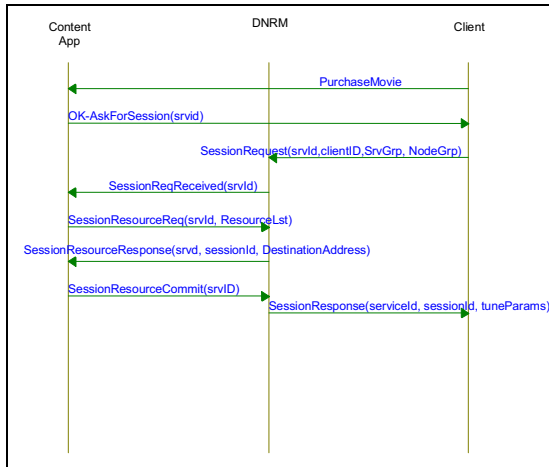 Content
App
DNRM
Client
PurchaseMovie
OK-AskForSession(srvid)
SessionRequest(srvId,clientID,SrvGrp, NodeGrp)
SessionReqReceived(srvId)
SessionResourceReq(srvId, ResourceLst)
SessionResourceResponse(srvd, sessionId, DestinationAddress)
SessionResourceCommit(srvID)
SessionResponse(serviceId, sessionId, tuneParams)